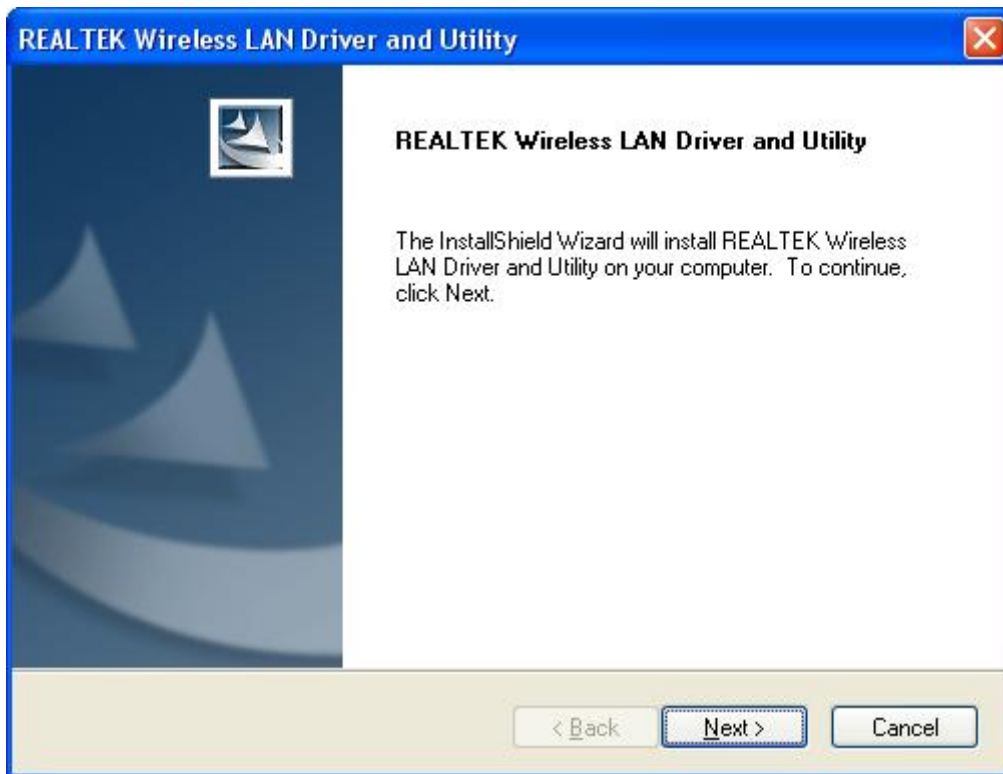 REALTEK Wireless LAN Driver and Utility
REALTEK Wireless LAN Driver and Utility
The InstallShield Wizard will install REALTEK Wireless
LAN Driver and Utility on your computer.  To continue,
click Next.
< Back
Next >
Cancel